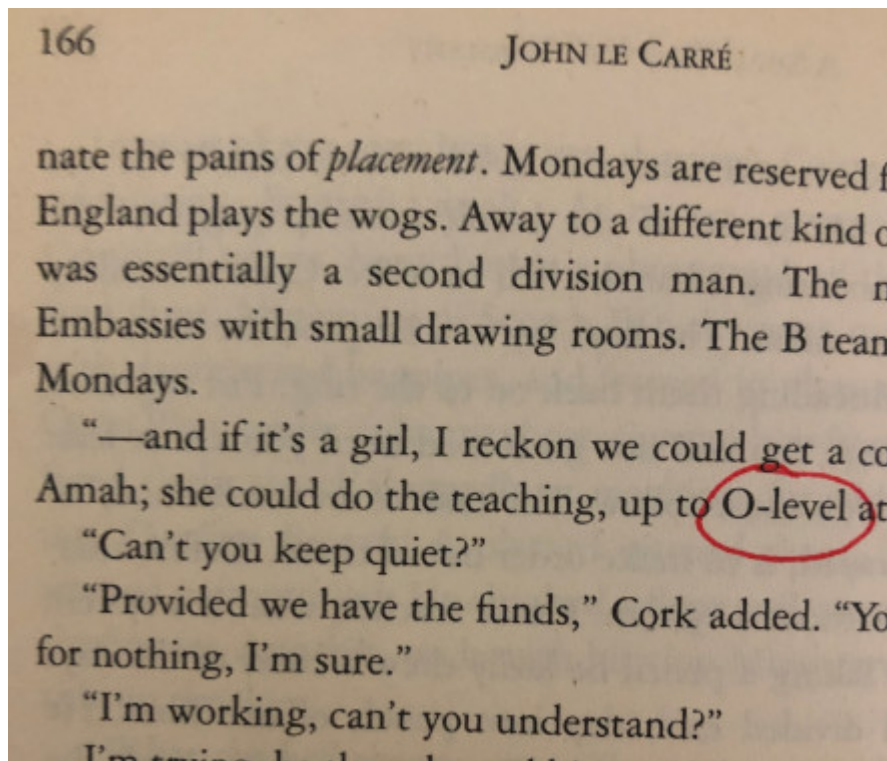 166
JOHN LE CARRÉ
nate the pains of placement. Mondays are reserved
England plays the wogs. Away to a different kind
was essentially a second division man. The
Embassies with small drawing rooms. The B
Mondays.
“—and if it’s a girl, I reckon we could get a
Amah; she could do the teaching, up to O-level at
“Can’t you keep quiet?”
“Provided we have the funds,” Cork added.
for nothing, I’m sure.”
“I’m working, can’t you understand?”